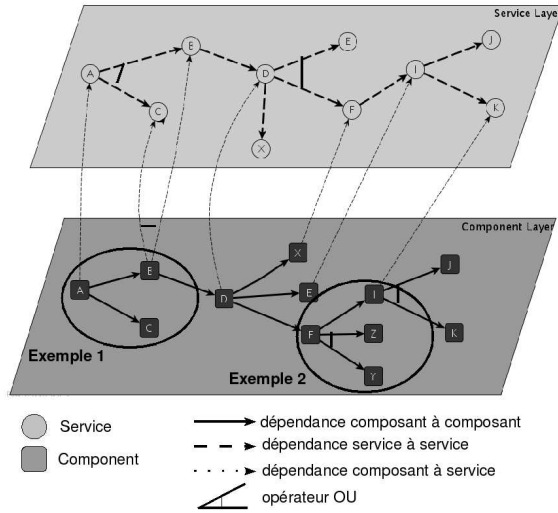 Service Laye
J
E
B
I
A
D
C
F
K
X
Component Layer
X
J
B
A
E
I
D
C
F
Z
K
Y
Exemple 1
Exemple 2
Service
Component
dépendance composant à composant
dépendance service à service
dépendance composant à service
opérateur OU